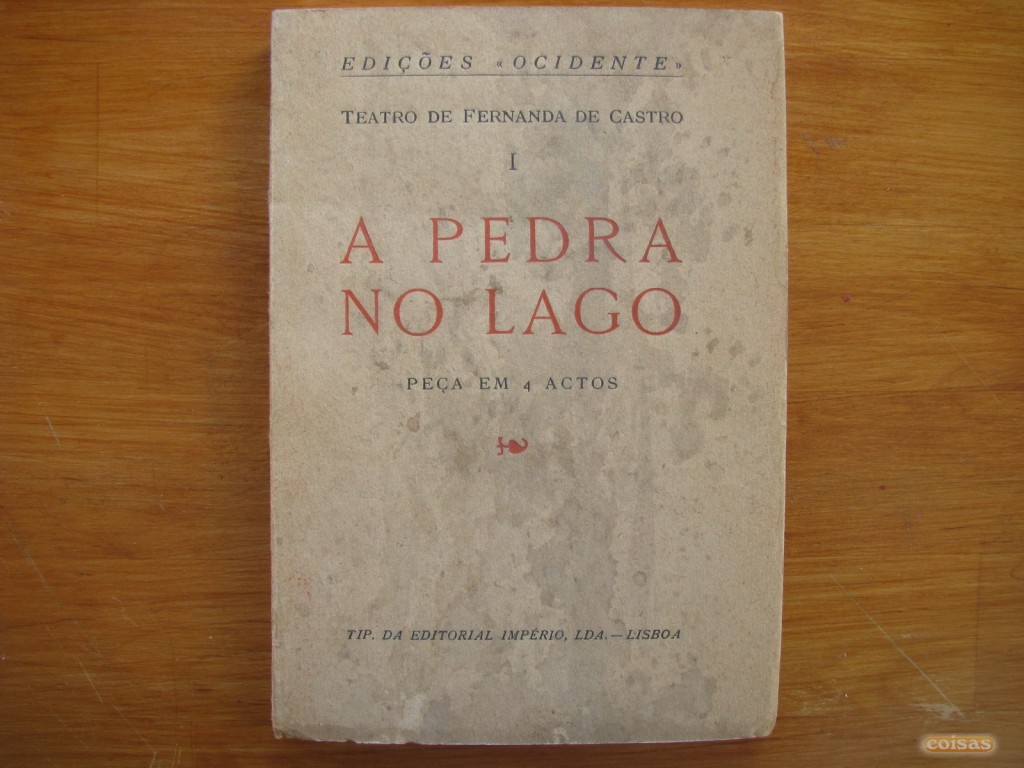 EDIÇÕES «OCIDENTE»
TEATRO DE FERNANDA DE CASTRO
I
A PEDRA
NO LAGO
PEÇA EM 4 ACTOS
TIP. DA EDITORIAL IMPÉRIO, LDA. — LISBOA
coisas